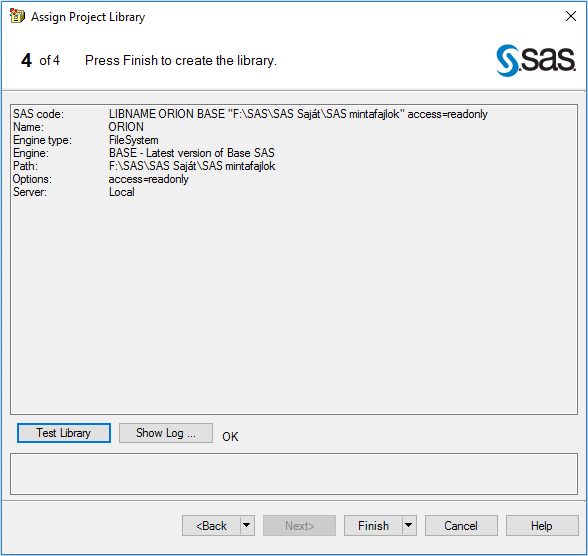 Assign Project Library
4 of 4 Press Finish to create the library.
sas
SAS code: LIBNAME ORION BASE "F:\SAS\SAS Saját\SAS mintafajlok" access=readonly
Name: ORION
Engine type: FileSystem
Engine: BASE - Latest version of Base SAS
Path: F:\SAS\SAS Saját\SAS mintafajlok
Options: access=readonly
Server: Local
Test Library Show Log ... OK
<Back Next> Finish Cancel Help